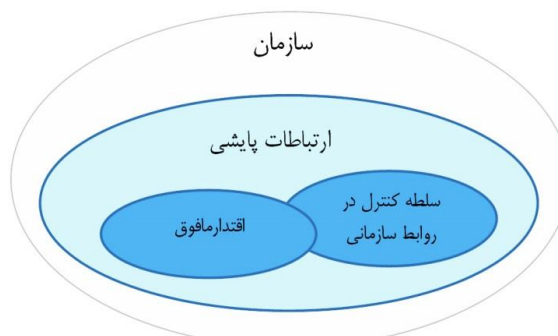 سازمان
ارتباطات پایشی
سلطه کنترل در
روابط سازمانی
اقتدارمافوق